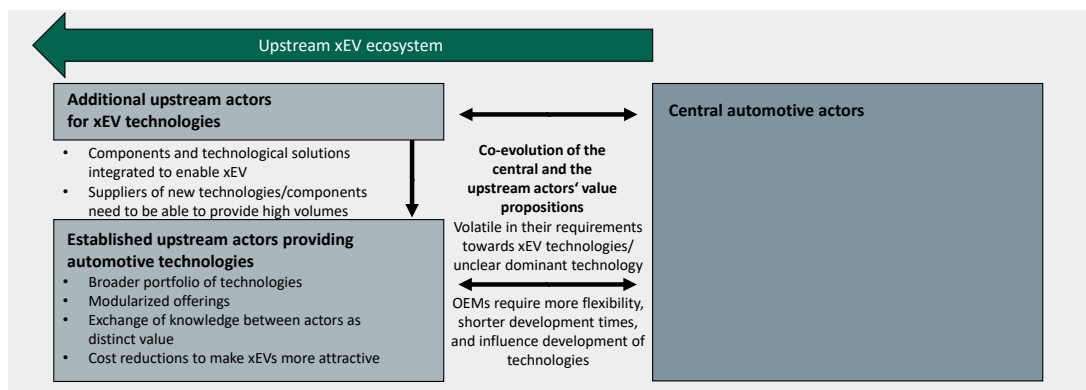 Upstream xEV ecosystem
Additional upstream actors
for xEV technologies
• Components and technological solutions
integrated to enable xEV
• Suppliers of new technologies/components
need to be able to provide high volumes
Established upstream actors providing
automotive technologies
• Broader portfolio of technologies
• Modularized offerings
• Exchange of knowledge between actors as
distinct value
• Cost reductions to make xEVs more attractive
Co-evolution of the
central and the
upstream actors‘ value
propositions
Volatile in their requirements
towards xEV technologies/
unclear dominant technology
OEMs require more flexibility,
shorter development times,
and influence development of
technologies
Central automotive actors